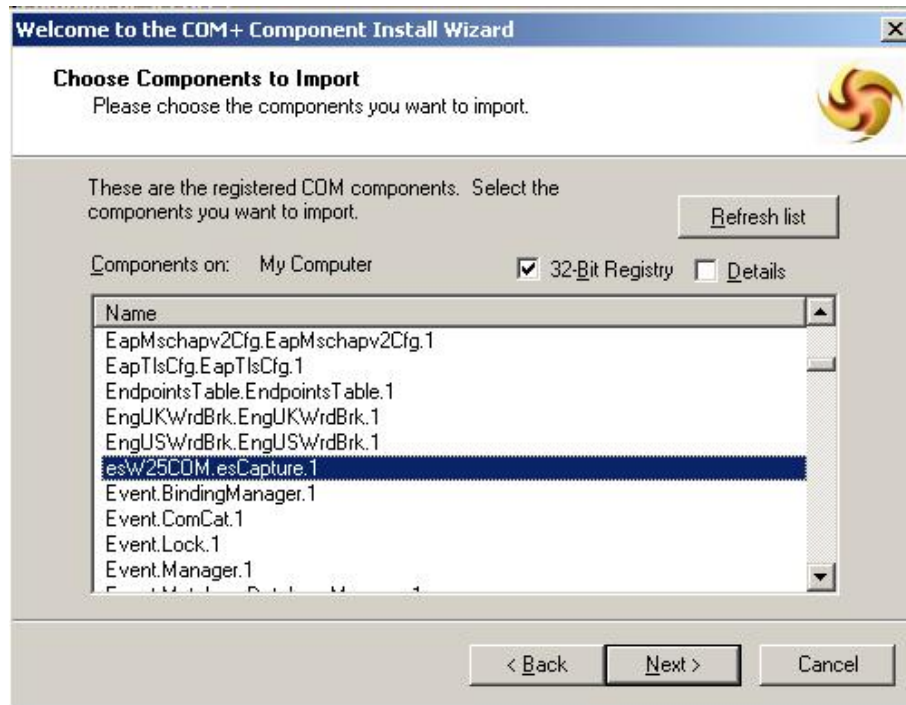 Welcome to the COM+ Component Install Wizard
Choose Components to Import
Please choose the components you want to import.
These are the registered COM components. Select the
components you want to import.
Refresh list
Components on: My Computer
32-Bit Registry
Details
Name
EapMschapv2Cfg.EapMschapv2Cfg.1
EapTlsCfg.EapTlsCfg.1
EndpointsTable.EndpointsTable.1
EngUKWrdBrk.EngUKWrdBrk.1
EngUSWrdBrk.EngUSWrdBrk.1
esW25COM.esCapture.1
Event.BindingManager.1
Event.ComCat.1
Event.Lock.1
Event.Manager.1
< Back
Next >
Cancel